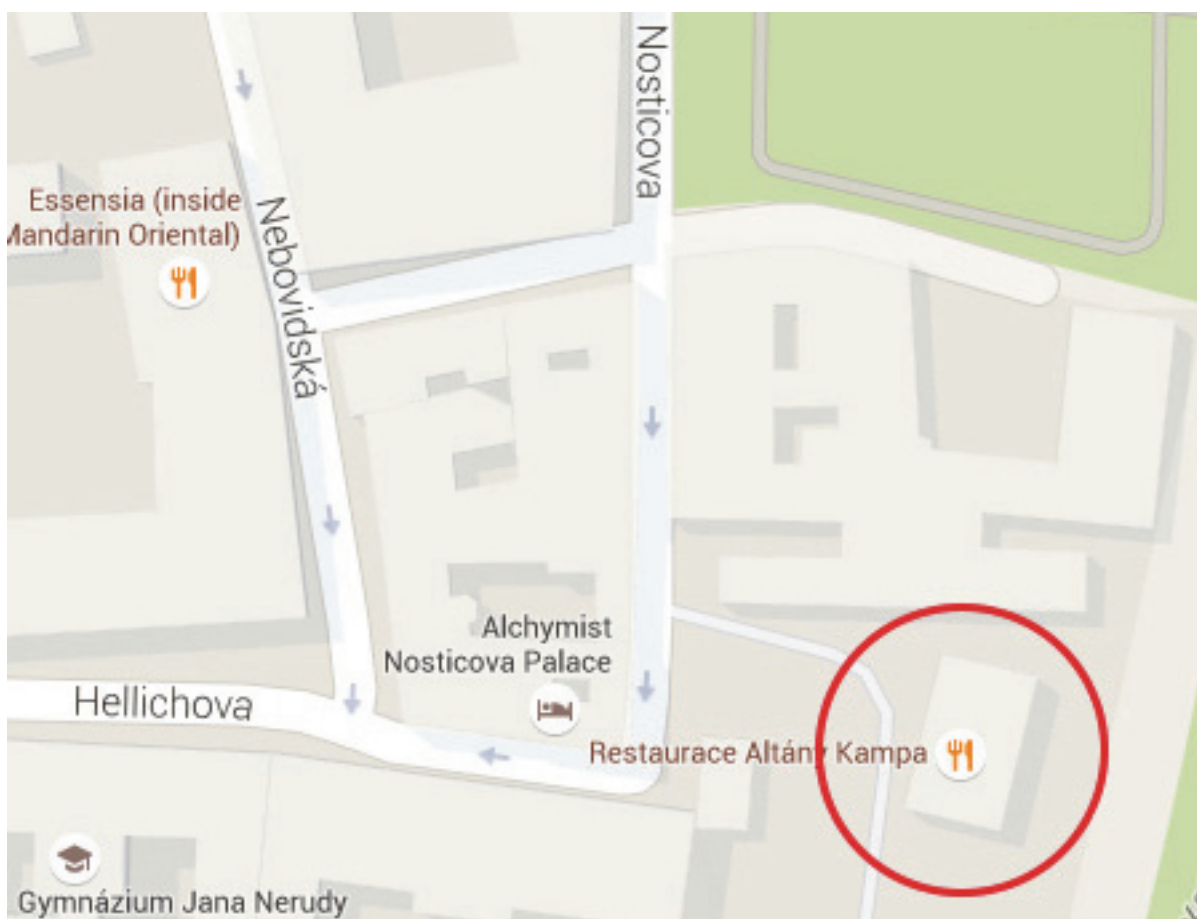 Nosticova
Essensia (inside
Mandarin Oriental)
Nebovidská
Alchymist
Nosticova Palace
Hellichova
Restaurace Altány Kampa
Gymnázium Jana Nerudy